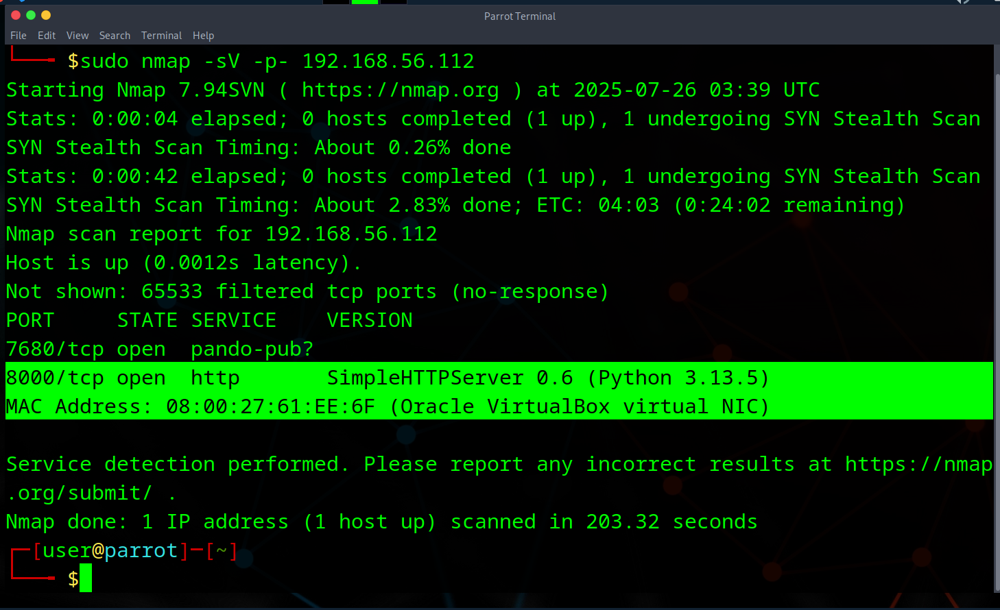 Parrot Terminal
File Edit View Search Terminal Help
$sudo nmap -sV -p- 192.168.56.112
Starting Nmap 7.94SVN ( https://nmap.org ) at 2025-07-26 03:39 UTC
Stats: 0:00:04 elapsed; 0 hosts completed (1 up), 1 undergoing SYN Stealth Scan
SYN Stealth Scan Timing: About 0.26% done
Stats: 0:00:42 elapsed; 0 hosts completed (1 up), 1 undergoing SYN Stealth Scan
SYN Stealth Scan Timing: About 2.83% done; ETC: 04:03 (0:24:02 remaining)
Nmap scan report for 192.168.56.112
Host is up (0.0012s latency).
Not shown: 65533 filtered tcp ports (no-response)
PORT     STATE SERVICE    VERSION
7680/tcp open  pando-pub?
8000/tcp open  http       SimpleHTTPServer 0.6 (Python 3.13.5)
MAC Address: 08:00:27:61:EE:6F (Oracle VirtualBox virtual NIC)
Service detection performed. Please report any incorrect results at https://nmap
.org/submit/ .
Nmap done: 1 IP address (1 host up) scanned in 203.32 seconds
┌─[user@parrot]─[~]
└──╼ $